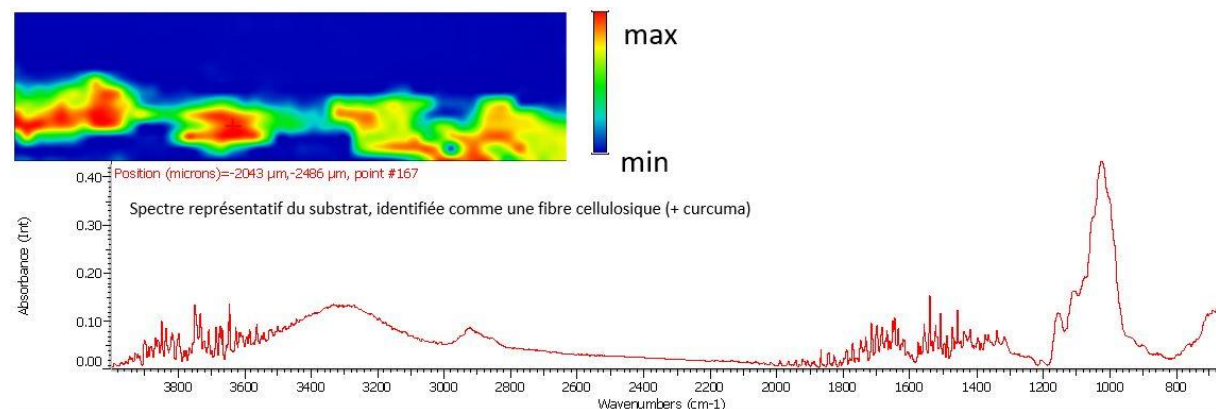 max
min
Position (microns)=-2043 µm,-2486 µm, point #167
Spectre représentatif du substrat, identifiée comme une fibre cellulosique (+ curcuma)
Absorbance (Int)
0.40
0.30
0.20
0.10
0.00
3800 3600 3400 3200 3000 2800 2600 2400 2200 2000 1800 1600 1400 1200 1000 800
Wavenumbers (cm-1)